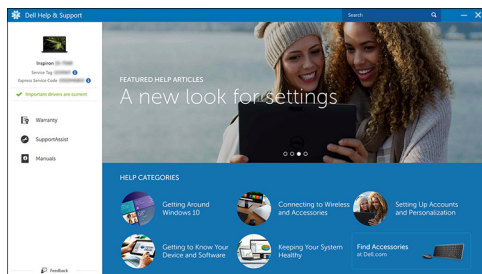 Dell Help & Support
Search
Inspiron
Service Tag
Express Service Code
Important drivers are current
Warranty
SupportAssist
Manuals
Feedback
FEATURED HELP ARTICLES
A new look for settings
HELP CATEGORIES
Getting Around
Windows 10
Connecting to Wireless
and Accessories
Setting Up Accounts
and Personalization
Getting to Know Your
Device and Software
Keeping Your System
Healthy
Find Accessories
at Dell.com